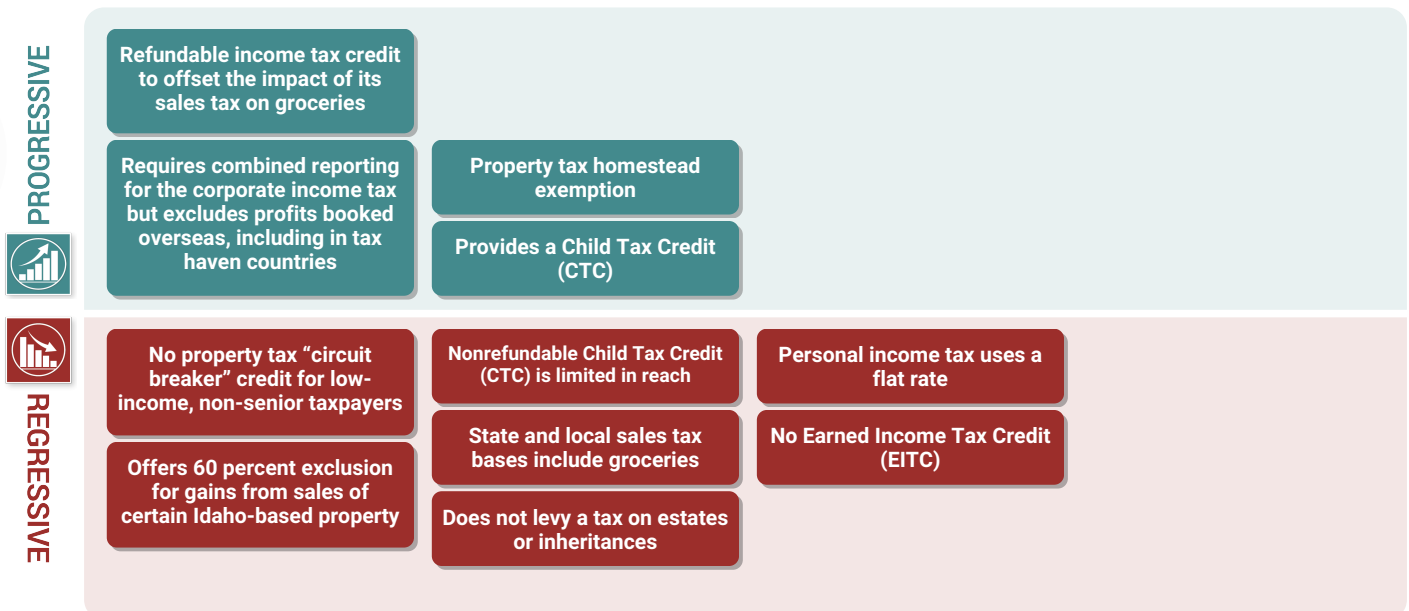 PROGRESSIVE
Refundable income tax credit
to offset the impact of its
sales tax on groceries
Requires combined reporting
for the corporate income tax
but excludes profits booked
overseas, including in tax
haven countries
Property tax homestead
exemption
Provides a Child Tax Credit
(CTC)
REGRESSIVE
No property tax “circuit
breaker” credit for low-
income, non-senior taxpayers
Offers 60 percent exclusion
for gains from sales of
certain Idaho-based property
Nonrefundable Child Tax Credit
(CTC) is limited in reach
State and local sales tax
bases include groceries
Does not levy a tax on estates
or inheritances
Personal income tax uses a
flat rate
No Earned Income Tax Credit
(EITC)